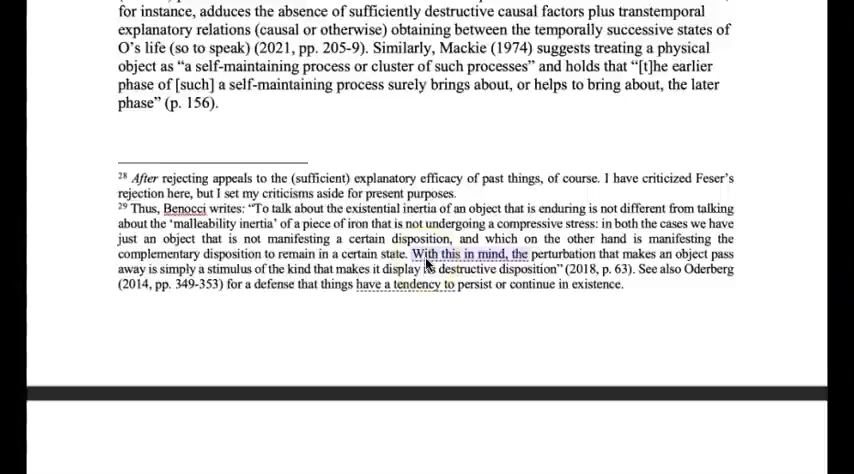 for instance, adduces the absence of sufficiently destructive causal factors plus transtemporal
explanatory relations (causal or otherwise) obtaining between the temporally successive states of
O’s life (so to speak) (2021, pp. 205-9). Similarly, Mackie (1974) suggests treating a physical
object as “a self-maintaining process or cluster of such processes” and holds that “[t]he earlier
phase of [such] a self-maintaining process surely brings about, or helps to bring about, the later
phase” (p. 156).
28 After rejecting appeals to the (sufficient) explanatory efficacy of past things, of course. I have criticized Feser’s
rejection here, but I set my criticisms aside for present purposes.
29 Thus, Benocci writes: “To talk about the existential inertia of an object that is enduring is not different from talking
about the ‘malleability inertia’ of a piece of iron that is not undergoing a compressive stress: in both the cases we have
just an object that is not manifesting a certain disposition, and which on the other hand is manifesting the
complementary disposition to remain in a certain state. With this in mind, the perturbation that makes an object pass
away is simply a stimulus of the kind that makes it display its destructive disposition” (2018, p. 63). See also Oderberg
(2014, pp. 349-353) for a defense that things have a tendency to persist or continue in existence.